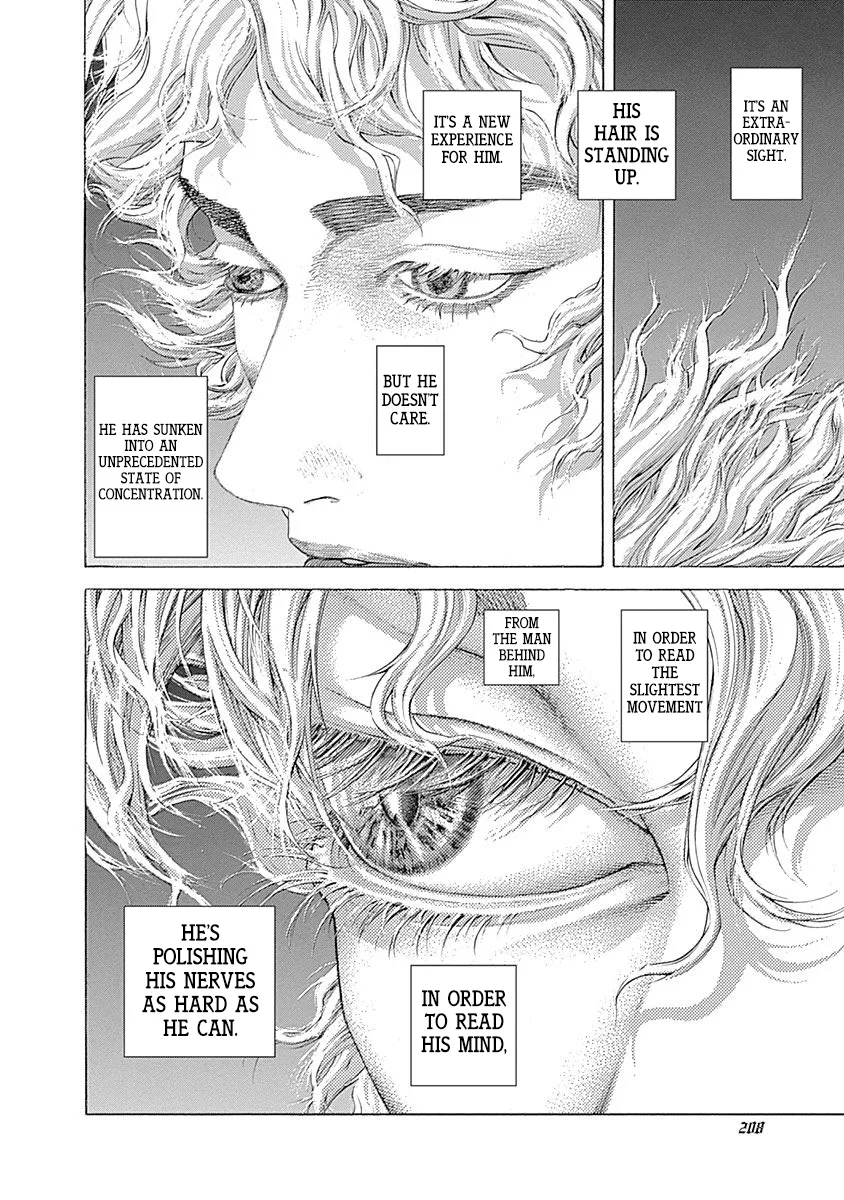 IT'S AN
EXTRA-
ORDINARY
SIGHT.
HIS
HAIR IS
STANDING
UP.
IT'S A NEW
EXPERIENCE
FOR HIM.
BUT HE
DOESN'T
CARE.
HE HAS SUNKEN
INTO AN
UNPRECEDENTED
STATE OF
CONCENTRATION.
IN ORDER
TO READ
THE
SLIGHTEST
MOVEMENT
FROM
THE MAN
BEHIND
HIM,
IN ORDER
TO READ
HIS MIND,
HE'S
POLISHING
HIS NERVES
AS HARD AS
HE CAN.
208